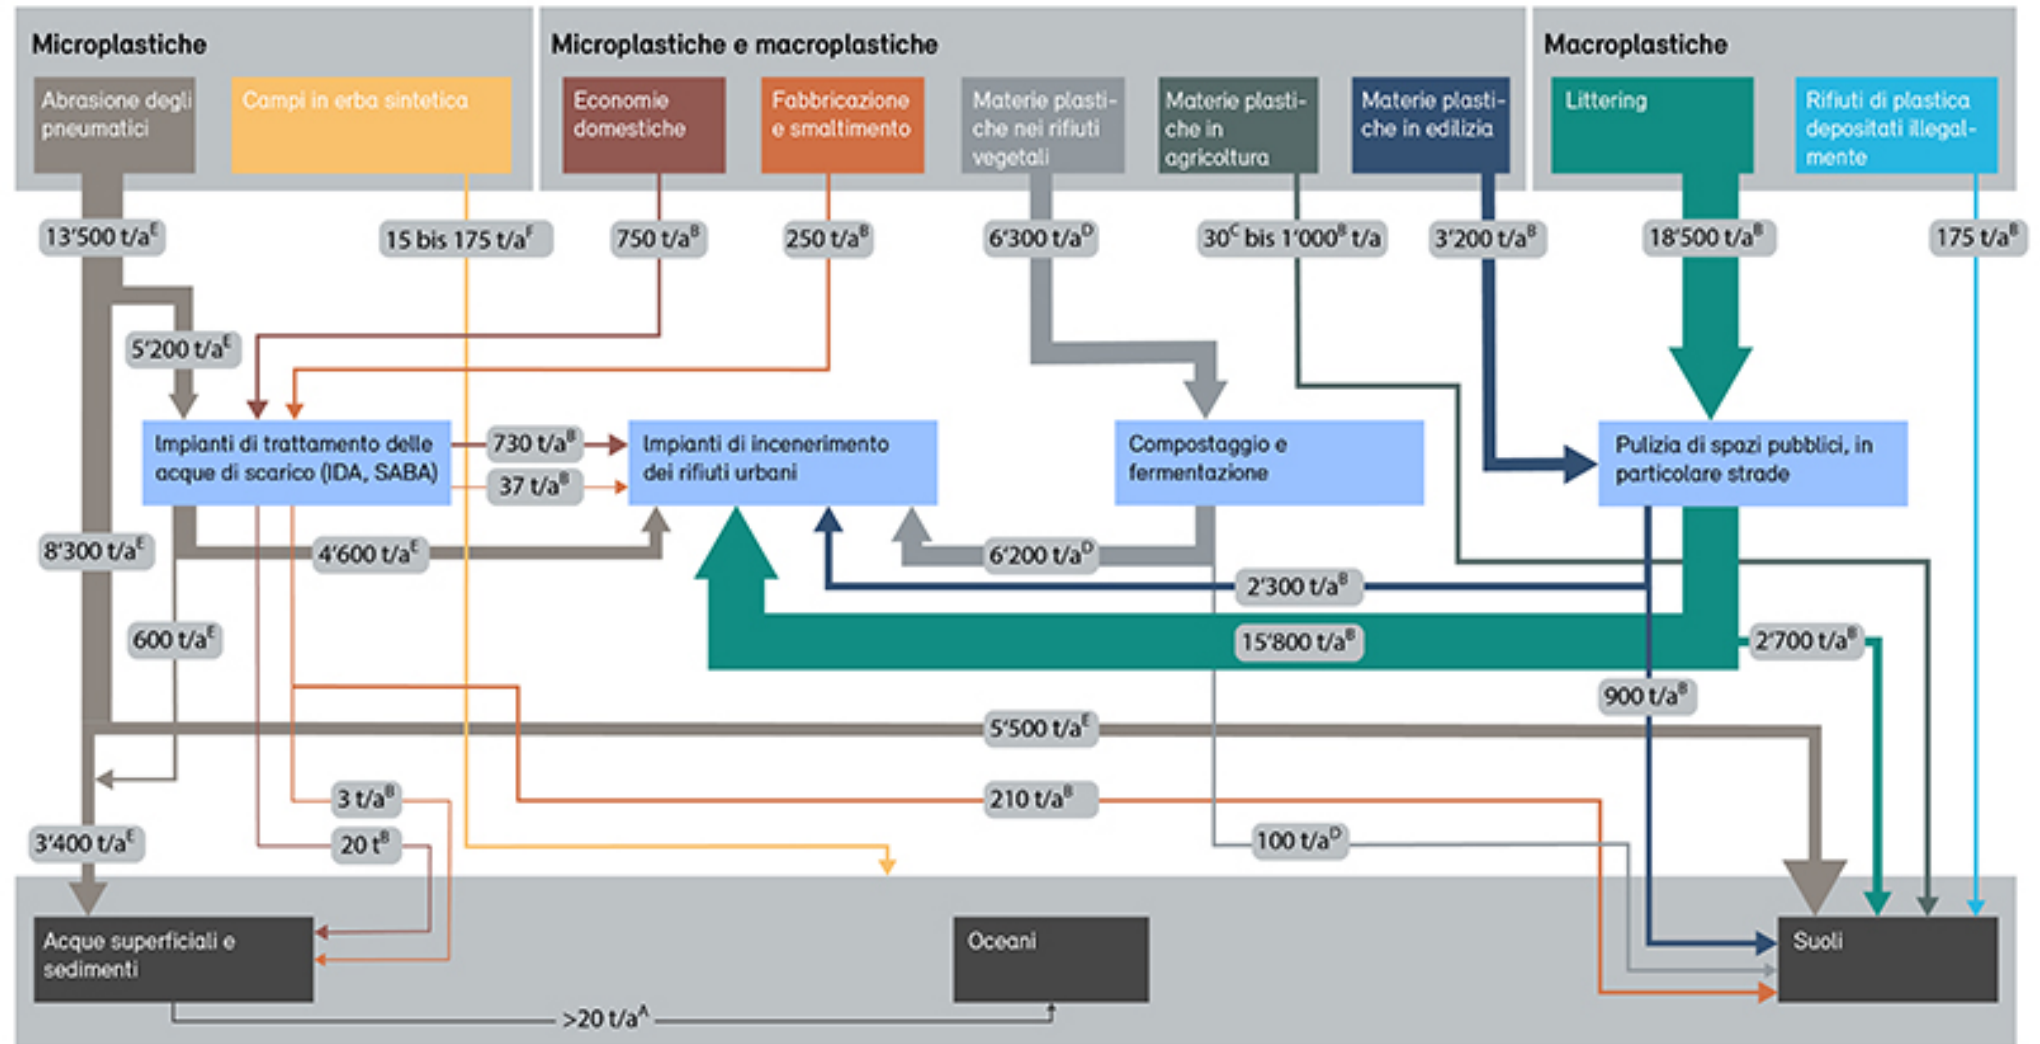 Microplastiche
Microplastiche e macroplastiche
Macroplastiche
Abrasione degli
pneumatici
Campi in erba sintetica
Economie
domestiche
Fabbricazione
e smaltimento
Materie plasti-
che nei rifiuti
vegetali
Materie plasti-
che in
agricoltura
Materie plasti-
che in edilizia
Littering
Rifiuti di plastica
depositati illegal-
mente
13'500 t/aᴱ
15 bis 175 t/aᶠ
750 t/aᴮ
250 t/aᴮ
6'300 t/aᴰ
30ᶜ bis 1'000ᴮ t/a
3'200 t/aᴮ
18'500 t/aᴮ
175 t/aᴮ
5'200 t/aᴱ
Impianti di trattamento delle
acque di scarico (IDA, SABA)
730 t/aᴮ
37 t/aᴮ
Impianti di incenerimento
dei rifiuti urbani
Compostaggio e
fermentazione
Pulizia di spazi pubblici, in
particolare strade
8'300 t/aᴱ
4'600 t/aᴱ
6'200 t/aᴰ
2'300 t/aᴮ
600 t/aᴱ
15'800 t/aᴮ
2'700 t/aᴮ
900 t/aᴮ
5'500 t/aᴱ
3 t/aᴮ
210 t/aᴮ
3'400 t/aᴱ
20 tᴮ
100 t/aᴰ
Acque superficiali e
sedimenti
Oceani
Suoli
>20 t/aᴬ